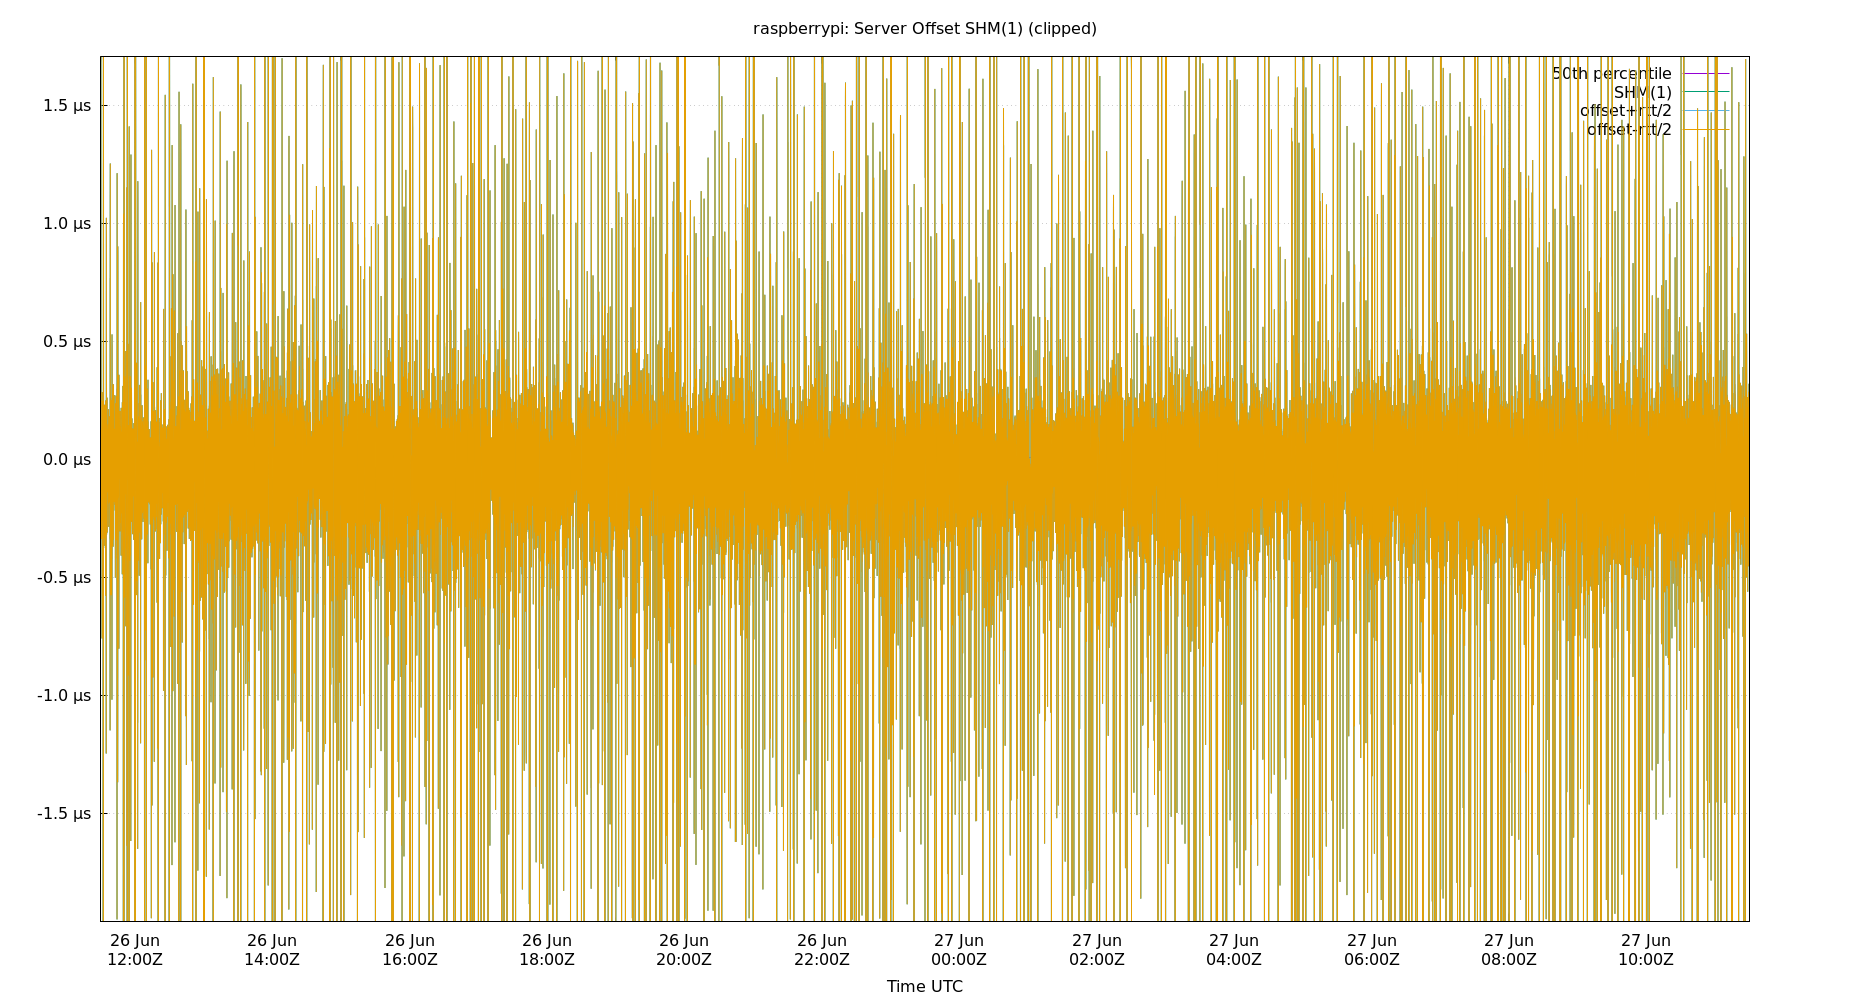 raspberrypi: Server Offset SHM(1) (clipped)
50th percentile
SHM(1)
offset+rtt/2
offset-rtt/2
1.5 µs
1.0 µs
0.5 µs
0.0 µs
-0.5 µs
-1.0 µs
-1.5 µs
26 Jun 26 Jun 26 Jun 26 Jun 26 Jun 26 Jun 27 Jun 27 Jun 27 Jun 27 Jun 27 Jun 27 Jun
12:00Z 14:00Z 16:00Z 18:00Z 20:00Z 22:00Z 00:00Z 02:00Z 04:00Z 06:00Z 08:00Z 10:00Z
Time UTC